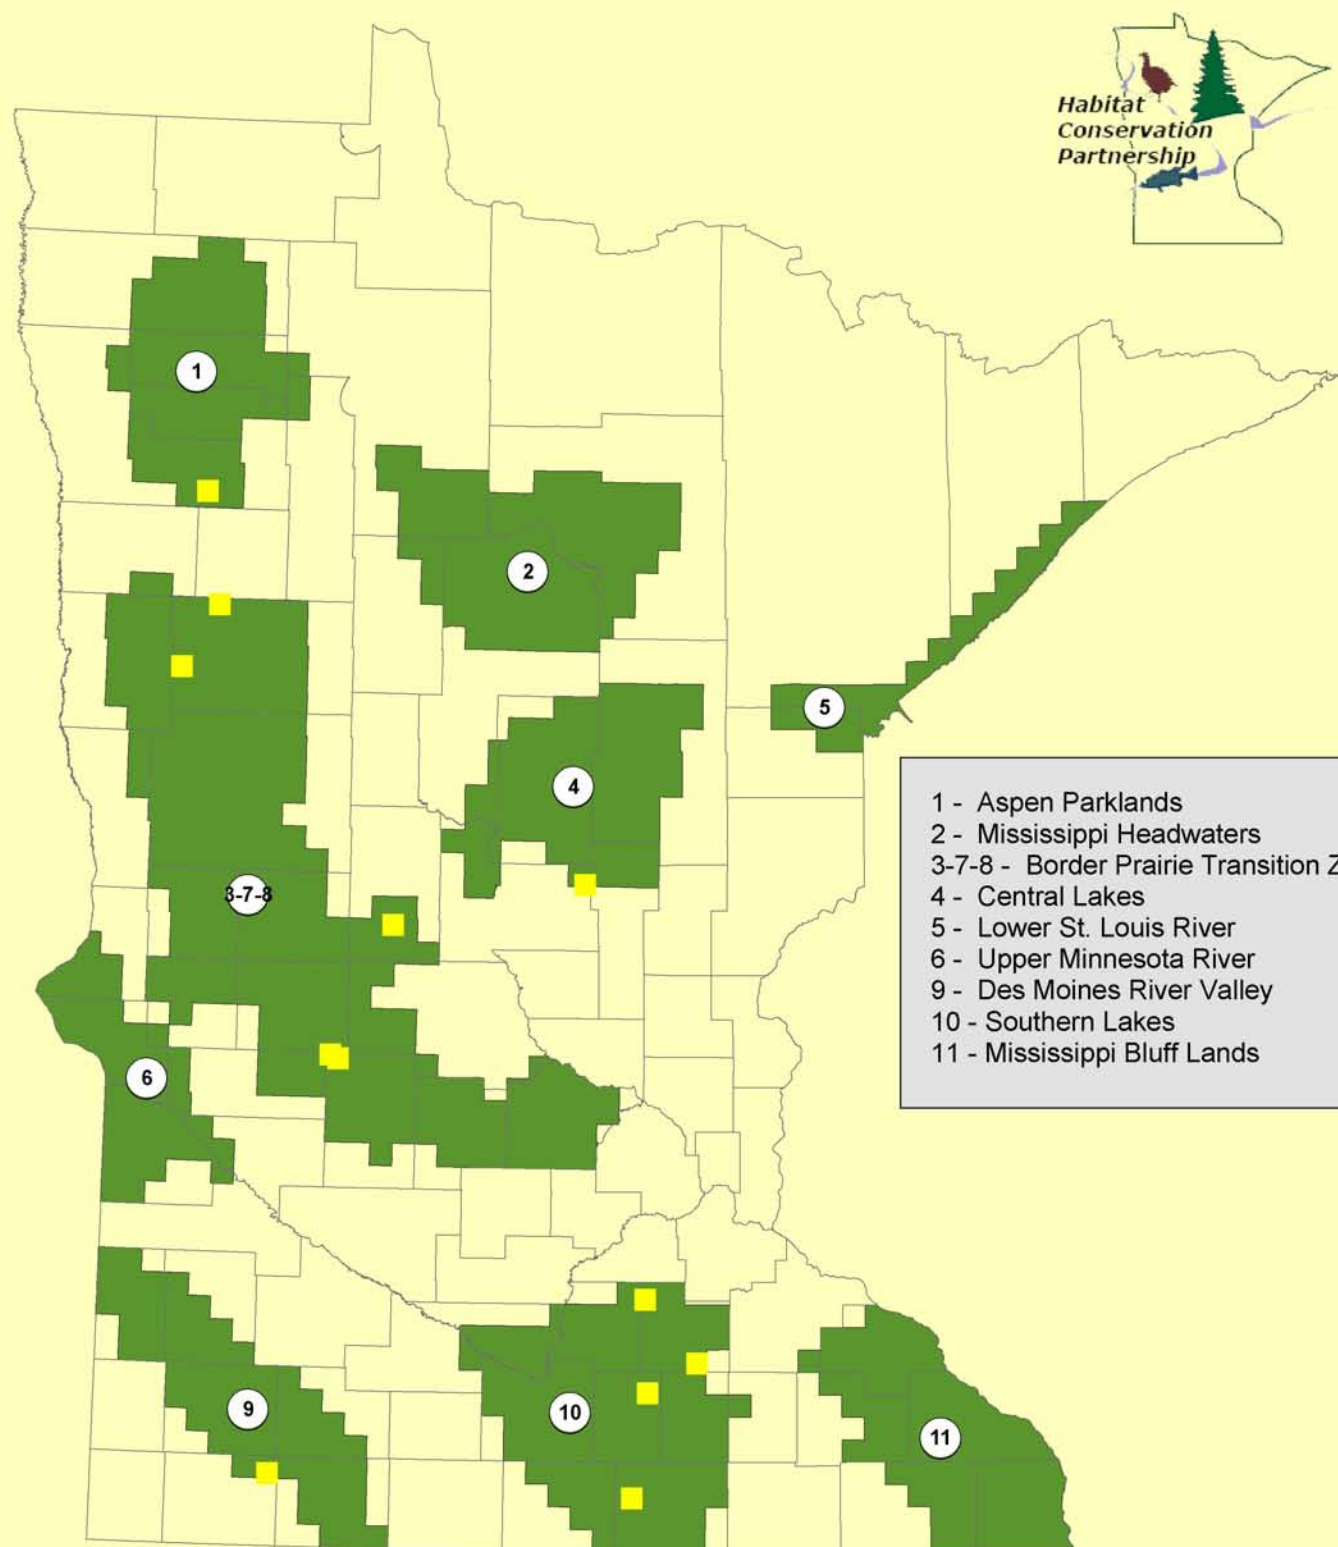 Habitat
Conservation
Partnership
1
2
5
4
3-7-8
6
9
10
11
1 - Aspen Parklands
2 - Mississippi Headwaters
3-7-8 - Border Prairie Transition Z
4 - Central Lakes
5 - Lower St. Louis River
6 - Upper Minnesota River
9 - Des Moines River Valley
10 - Southern Lakes
11 - Mississippi Bluff Lands